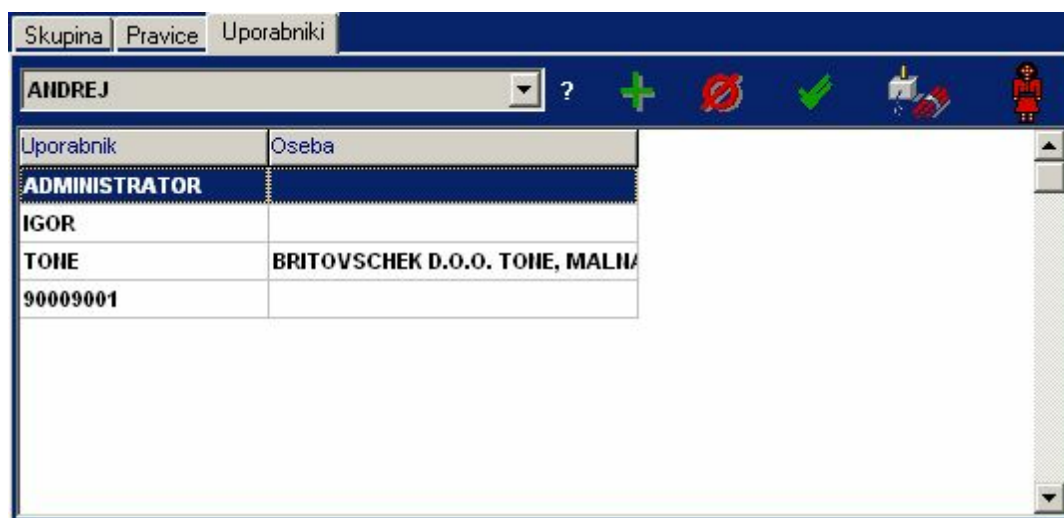 Skupina Pravice Uporabniki
ANDREJ ?
Uporabnik Oseba
ADMINISTRATOR
IGOR
TONE BRITOVSCHEK D.O.O. TONE, MALNA
90009001